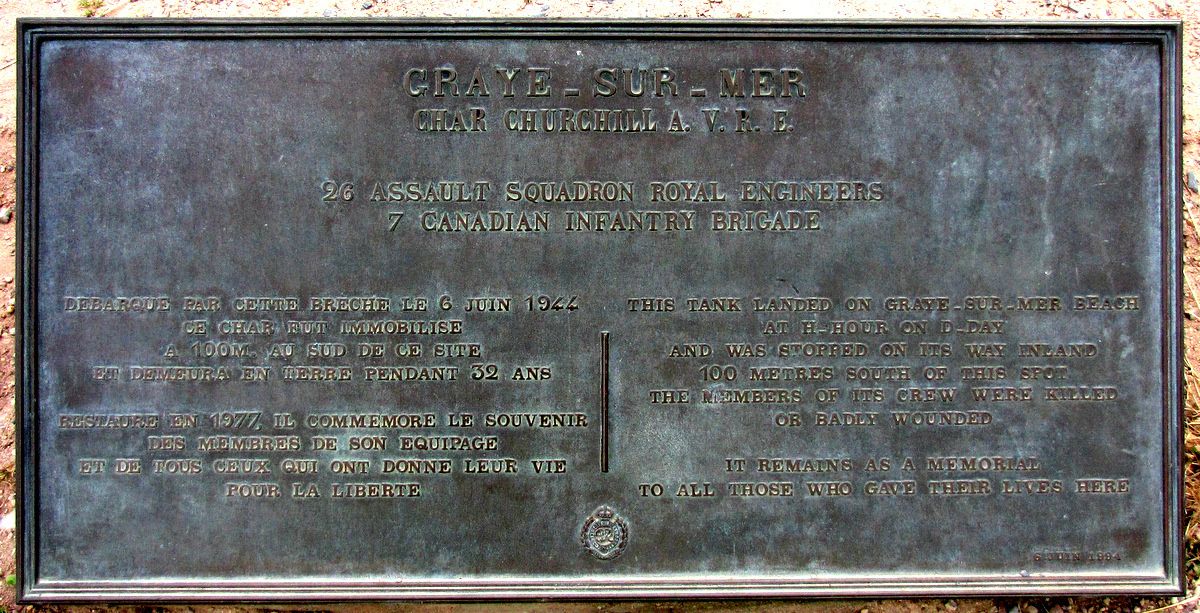 GRAYE-SUR-MER
CHAR CHURCHILL A. V. R. E.
26 ASSAULT SQUADRON ROYAL ENGINEERS
7 CANADIAN INFANTRY BRIGADE
DEBARQUE PAR CETTE BRECHE LE 6 JUIN 1944
CE CHAR FUT IMMOBILISE
A 100M. AU SUD DE CE SITE
ET DEMEURA EN TERRE PENDANT 32 ANS
RESTAURE EN 1977, IL COMMEMORE LE SOUVENIR
DES MEMBRES DE SON EQUIPAGE
ET DE TOUS CEUX QUI ONT DONNE LEUR VIE
POUR LA LIBERTE
THIS TANK LANDED ON GRAYE-SUR-MER BEACH
AT H-HOUR ON D-DAY
AND WAS STOPPED ON ITS WAY INLAND
100 METRES SOUTH OF THIS SPOT
THE MEMBERS OF ITS CREW WERE KILLED
OR BADLY WOUNDED
IT REMAINS AS A MEMORIAL
TO ALL THOSE WHO GAVE THEIR LIVES HERE
6 JUIN 1994